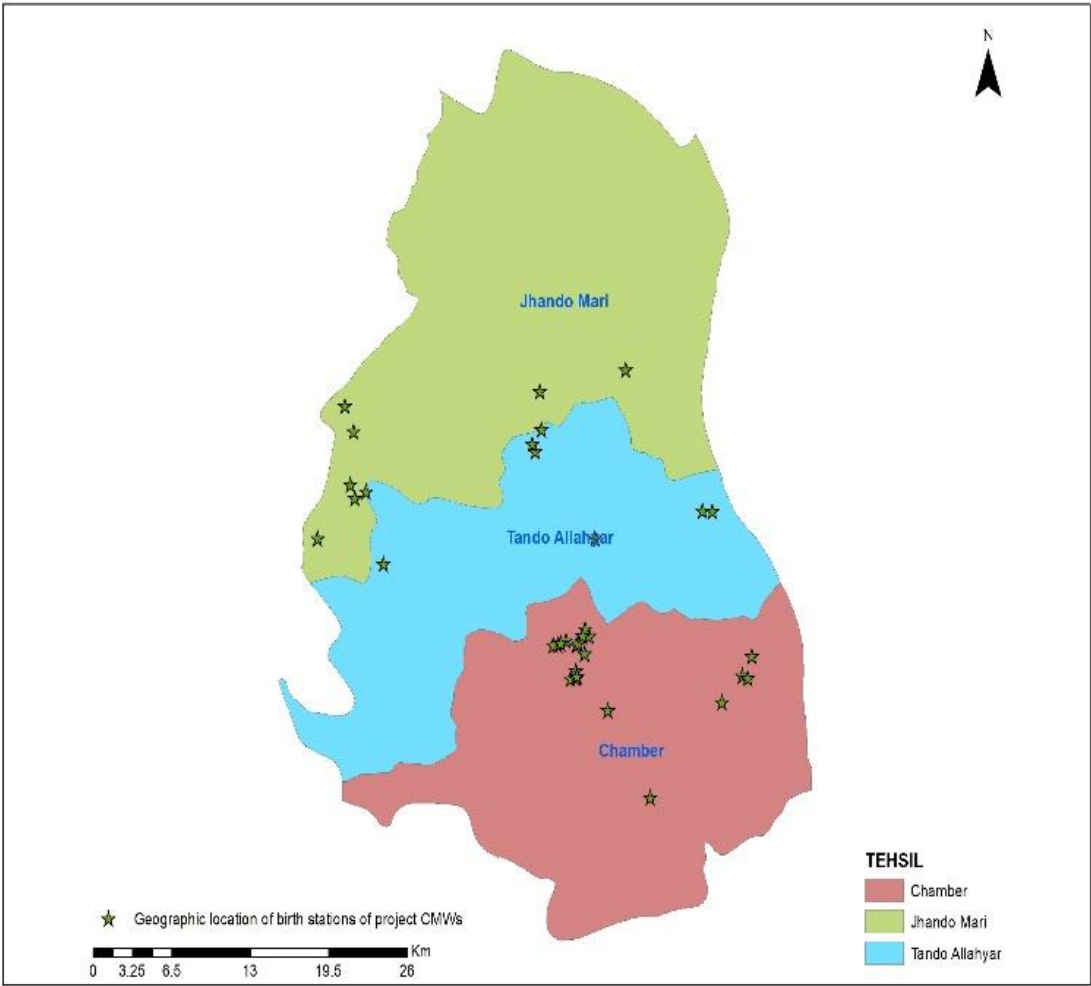 N
Jhando Mari
Tando Allahyar
Chamber
TEHSIL
Chamber
Jhando Mari
Tando Allahyar
Geographic location of birth stations of project CMWs
Km
0 3.25 6.5 13 19.5 26